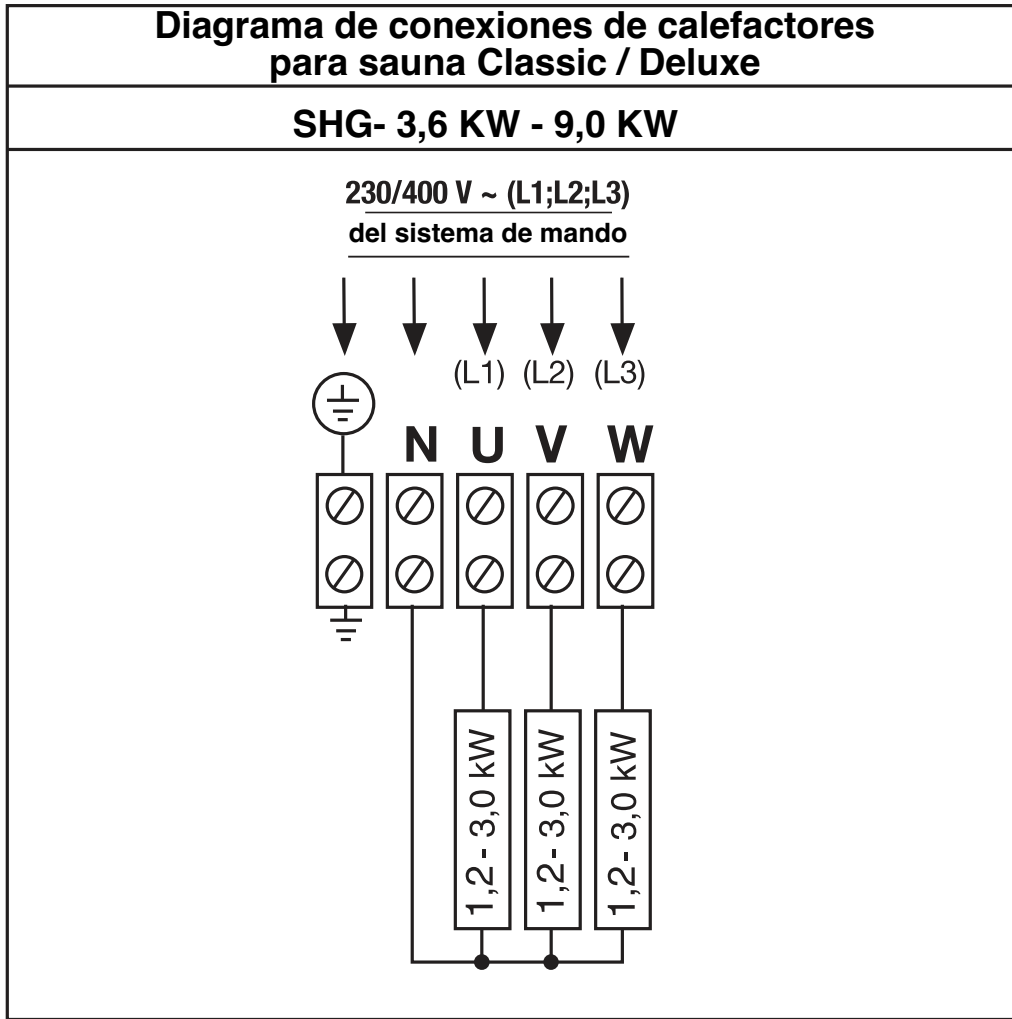 Diagrama de conexiones de calefactores
para sauna Classic / Deluxe
SHG- 3,6 KW - 9,0 KW
230/400 V ~ (L1;L2;L3)
del sistema de mando
(L1) (L2) (L3)
N U V W
1,2 - 3,0 kW
1,2 - 3,0 kW
1,2 - 3,0 kW